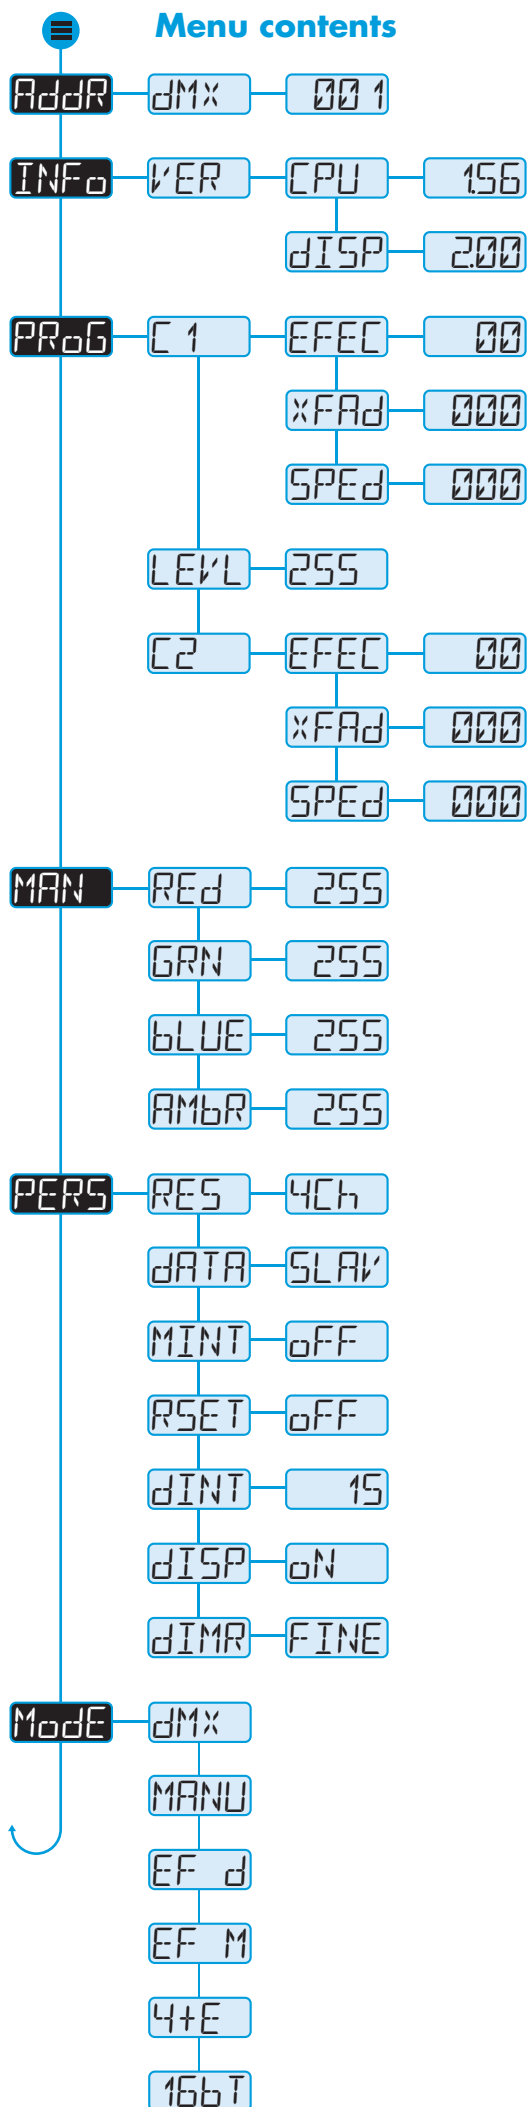 Menu contents
AddR dMX 001
INFo VER CPU 1.56
dISP 2.00
PRoG C1 EFEC 00
XFAd 000
SPEd 000
LEVL 255
C2 EFEC 00
XFAd 000
SPEd 000
MAN REd 255
GRN 255
bLUE 255
AMbR 255
PERS RES 4Ch
dATA SLAV
MINT oFF
RSET oFF
dINT 15
dISP oN
dIMR FINE
ModE dMX
MANU
EF d
EF M
4+E
16bT